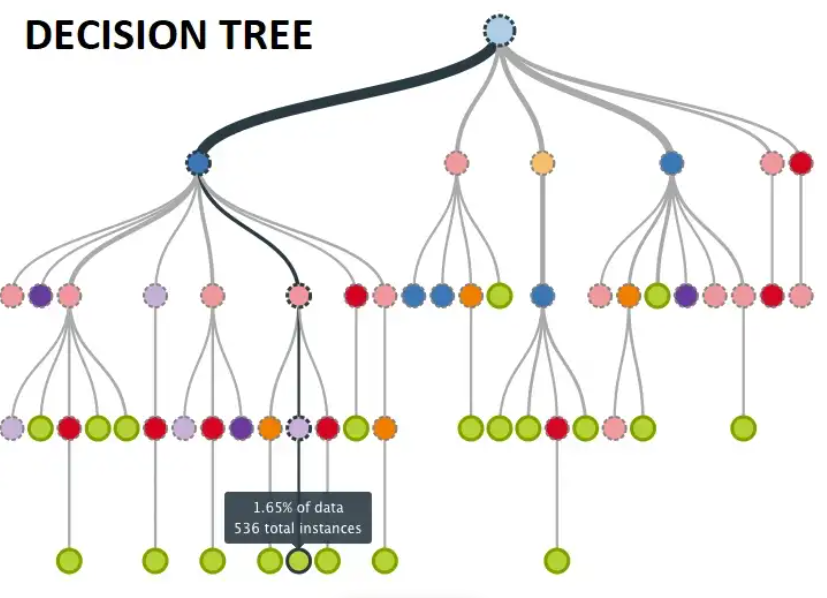 DECISION TREE
1.65% of data
536 total instances